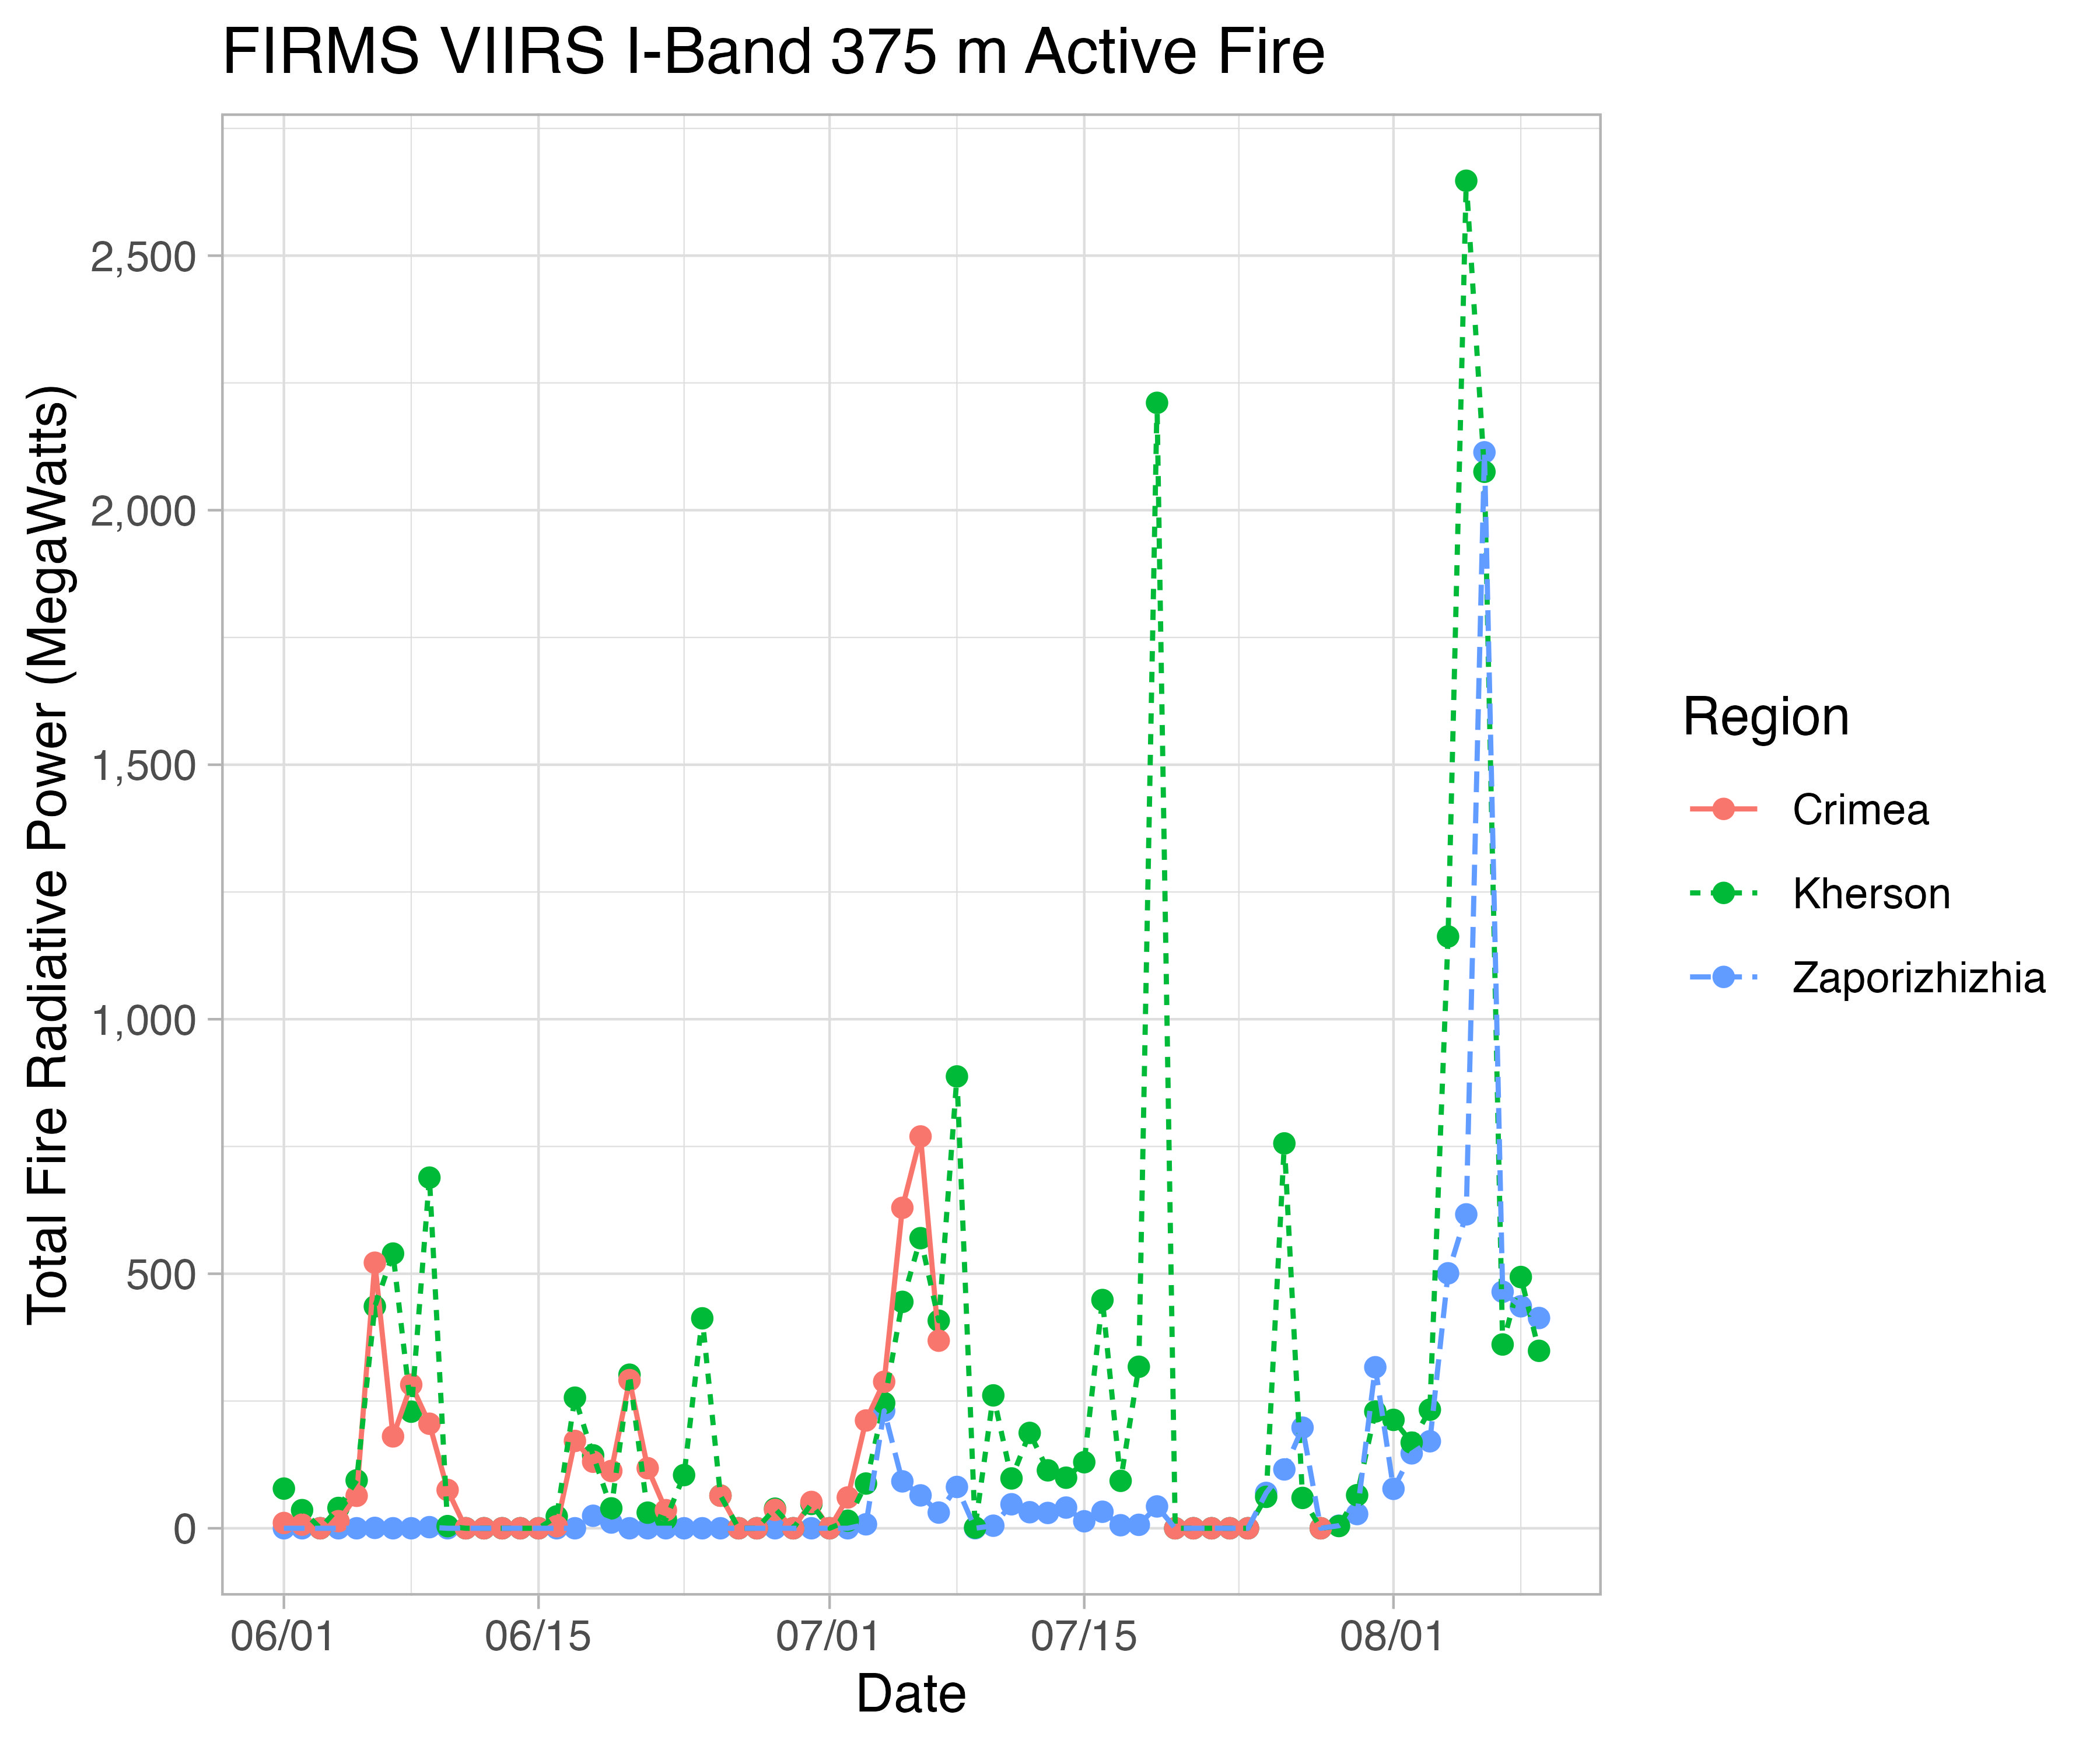 FIRMS VIIRS I-Band 375 m Active Fire
Total Fire Radiative Power (MegaWatts)
2,500
2,000
1,500
1,000
500
0
06/01
06/15
07/01
07/15
08/01
Date
Region
Crimea
Kherson
Zaporizhizhia